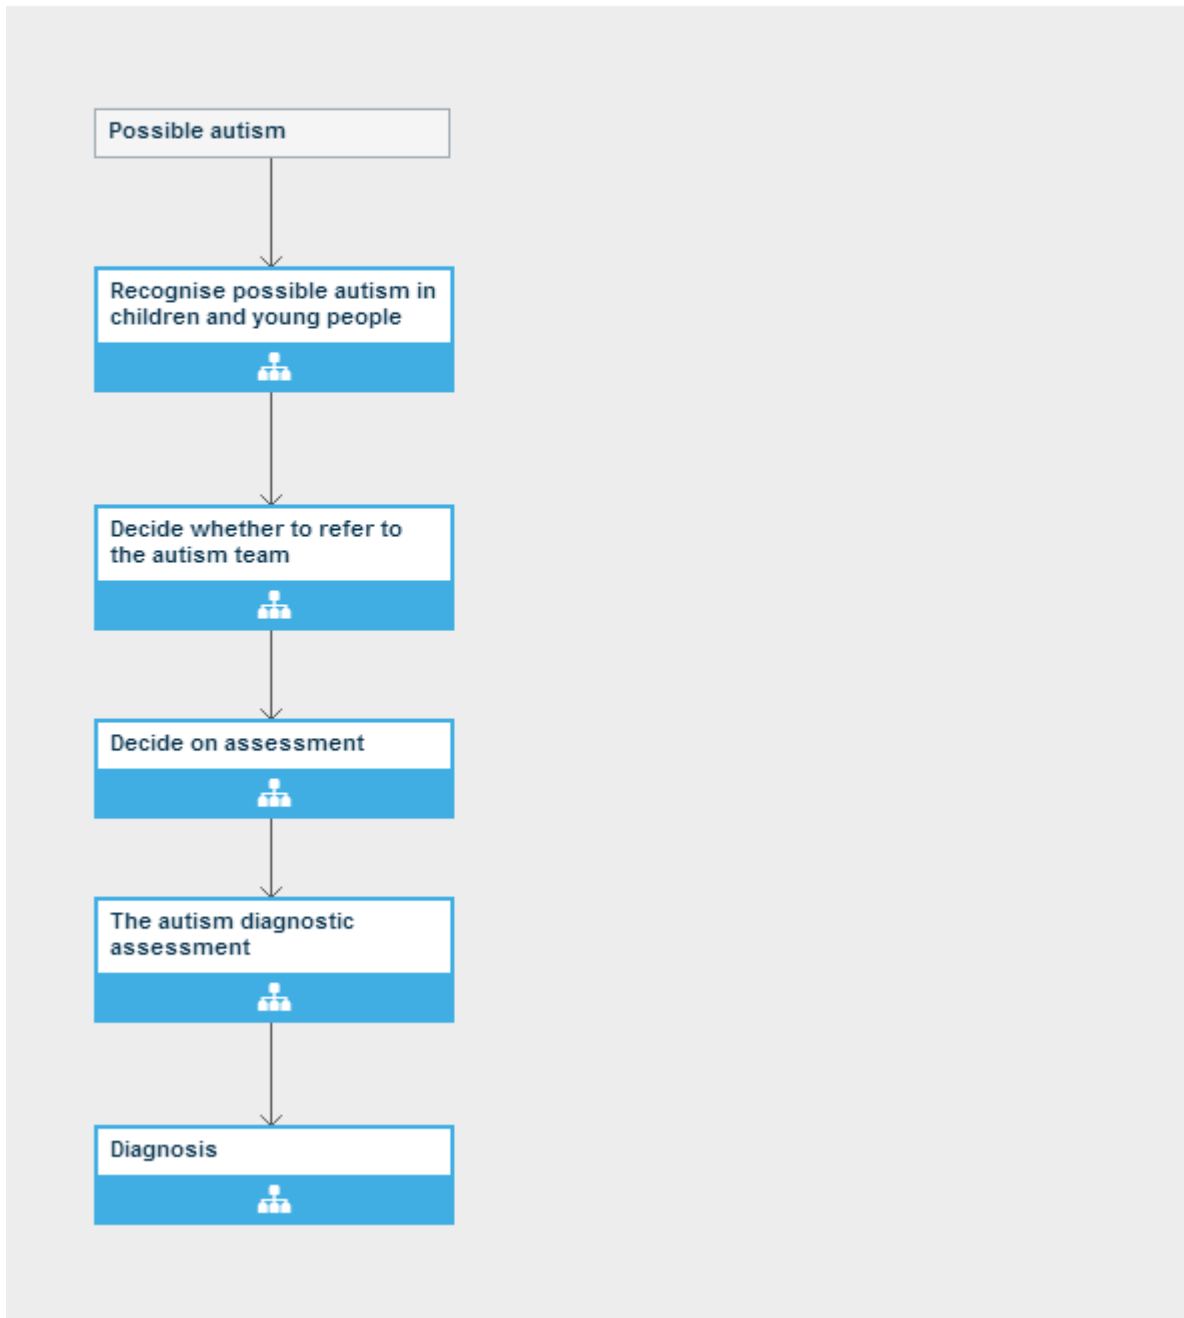 Possible autism
Recognise possible autism in
children and young people
Decide whether to refer to
the autism team
Decide on assessment
The autism diagnostic
assessment
Diagnosis